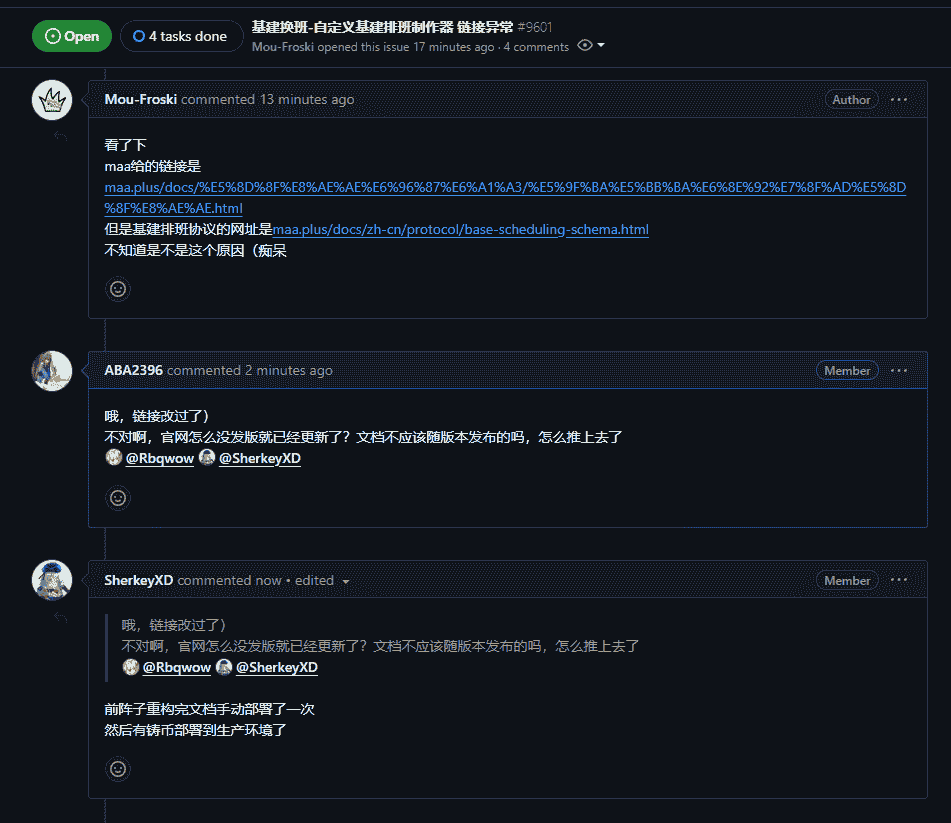 Open
4 tasks done
基建换班-自定义基建排班制作器 链接异常 #9601
Mou-Froski opened this issue 17 minutes ago · 4 comments
Mou-Froski commented 13 minutes ago
Author
看了下
maa给的链接是
maa.plus/docs/%E5%8D%8F%E8%AE%AE%E6%96%87%E6%A1%A3/%E5%9F%BA%E5%BB%BA%E6%8E%92%E7%8F%AD%E5%8D
%8F%E8%AE%AE.html
但是基建排班协议的网址是maa.plus/docs/zh-cn/protocol/base-scheduling-schema.html
不知道是不是这个原因（痴呆
ABA2396 commented 2 minutes ago
Member
哦，链接改过了）
不对啊，官网怎么没发版就已经更新了？文档不应该随版本发布的吗，怎么推上去了
@Rbqwow @SherkeyXD
SherkeyXD commented now • edited
Member
哦，链接改过了）
不对啊，官网怎么没发版就已经更新了？文档不应该随版本发布的吗，怎么推上去了
@Rbqwow @SherkeyXD
前阵子重构完文档手动部署了一次
然后有铸币部署到生产环境了